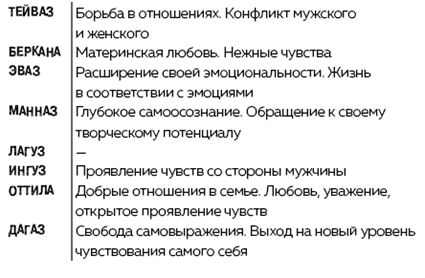 ТЕЙВАЗ Борьба в отношениях. Конфликт мужского
и женского
БЕРКАНА Материнская любовь. Нежные чувства
ЭВАЗ Расширение своей эмоциональности. Жизнь
в соответствии с эмоциями
МАННАЗ Глубокое самоосознание. Обращение к своему
творческому потенциалу
ЛАГУЗ –
ИНГУЗ Проявление чувств со стороны мужчины
ОТТИЛА Добрые отношения в семье. Любовь, уважение,
открытое проявление чувств
ДАГАЗ Свобода самовыражения. Выход на новый уровень
чувствования самого себя